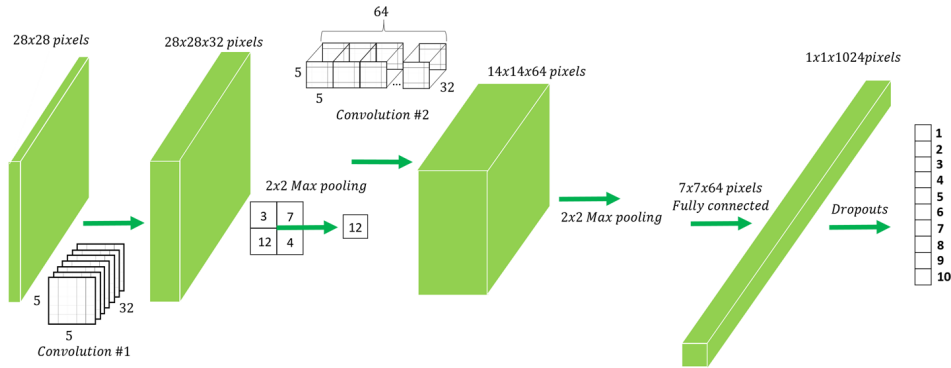 28x28 pixels
5
5
32
Convolution #1
28x28x32 pixels
2x2 Max pooling
3 7
12 4
12
64
5
5
...
32
Convolution #2
14x14x64 pixels
2x2 Max pooling
7x7x64 pixels
Fully connected
1x1x1024pixels
Dropouts
1
2
3
4
5
6
7
8
9
10